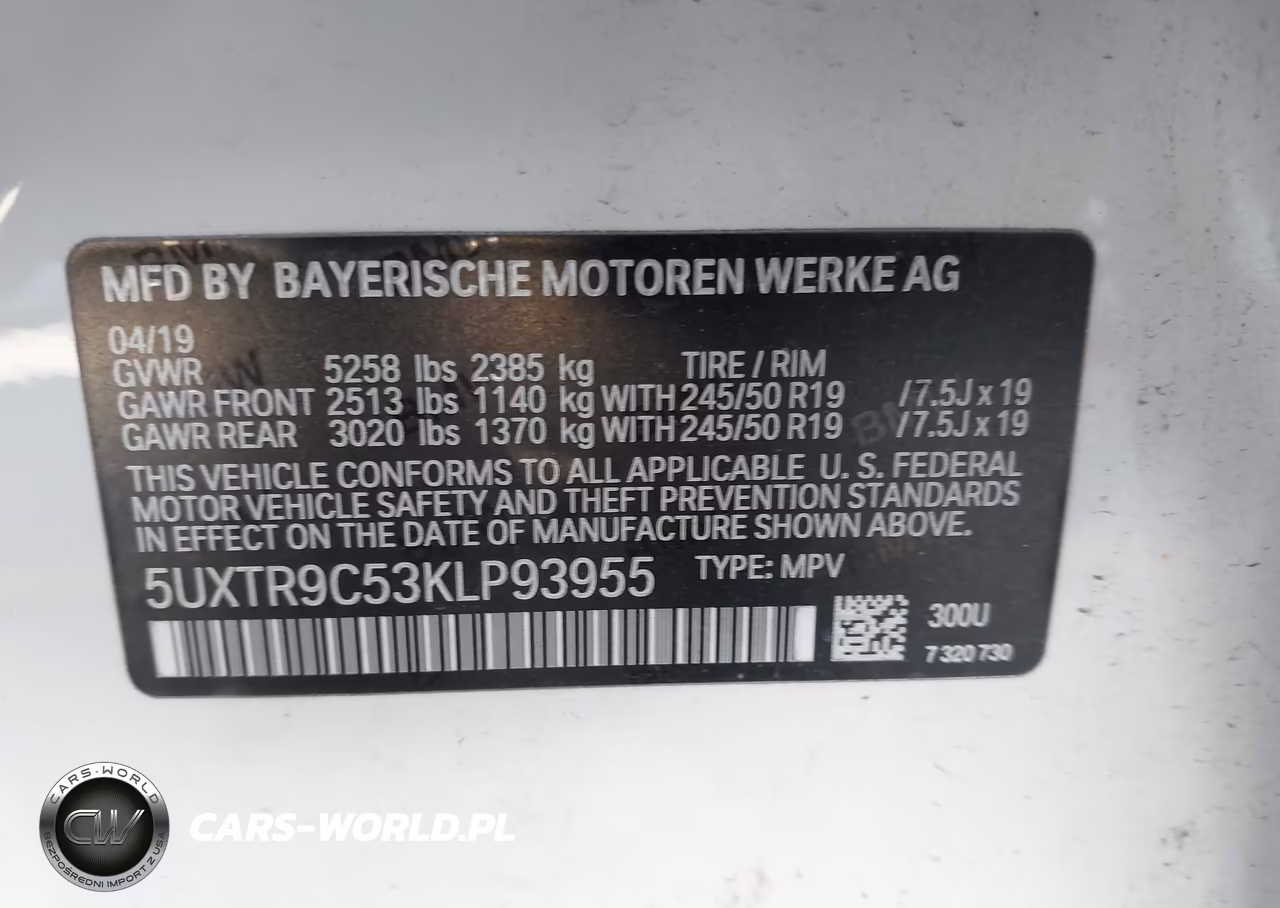 MFD BY BAYERISCHE MOTOREN WERKE AG
04/19
GVWR 5258 lbs 2385 kg TIRE / RIM
GAWR FRONT 2513 lbs 1140 kg WITH 245/50 R19 /7.5J x 19
GAWR REAR 3020 lbs 1370 kg WITH 245/50 R19 /7.5J x 19
THIS VEHICLE CONFORMS TO ALL APPLICABLE U. S. FEDERAL
MOTOR VEHICLE SAFETY AND THEFT PREVENTION STANDARDS
IN EFFECT ON THE DATE OF MANUFACTURE SHOWN ABOVE.
5UXTR9C53KLP93955 TYPE: MPV
300U
7 320 730
CARS-WORLD
CW
BEZPOŚREDNI IMPORT Z USA
CARS-WORLD.PL